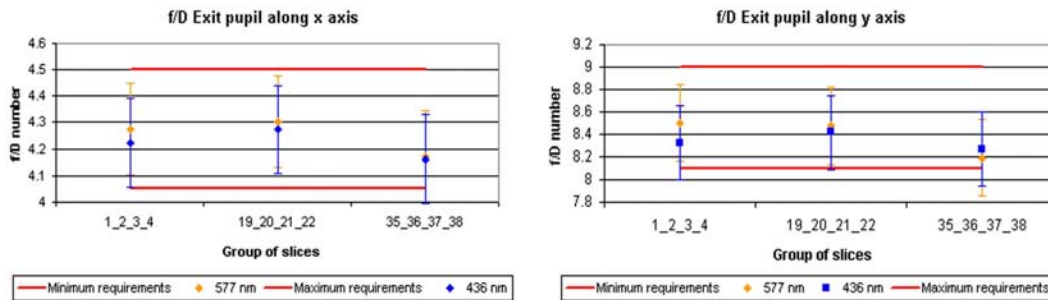 f/D Exit pupil along x axis
f/D number
4.6
4.5
4.4
4.3
4.2
4.1
4
1_2_3_4
19_20_21_22
35_36_37_38
Group of slices
Minimum requirements
577 nm
436 nm
Maximum requirements
f/D Exit pupil along y axis
f/D number
9.2
9
8.8
8.6
8.4
8.2
8
7.8
1_2_3_4
19_20_21_22
35_36_37_38
Group of slices
Minimum requirements
577 nm
436 nm
Maximum requirements